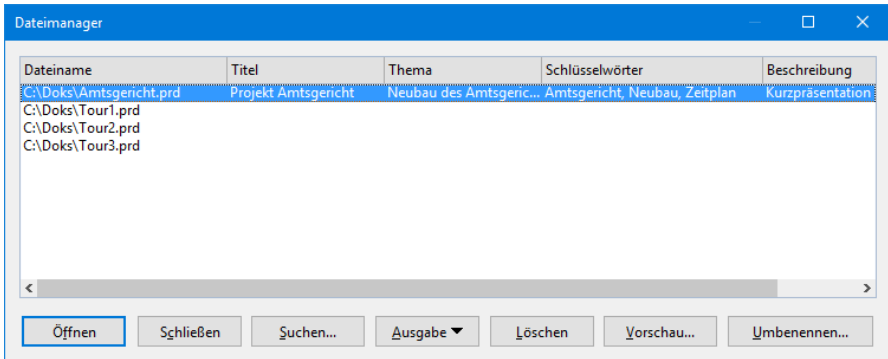 Dateimanager
Dateiname Titel Thema Schlüsselwörter Beschreibung
C:\Doks\Amtsgericht.prd Projekt Amtsgericht Neubau des Amtsgeric... Amtsgericht, Neubau, Zeitplan Kurzpräsentation
C:\Doks\Tour1.prd
C:\Doks\Tour2.prd
C:\Doks\Tour3.prd
Öffnen Schließen Suchen... Ausgabe Löschen Vorschau... Umbenennen...